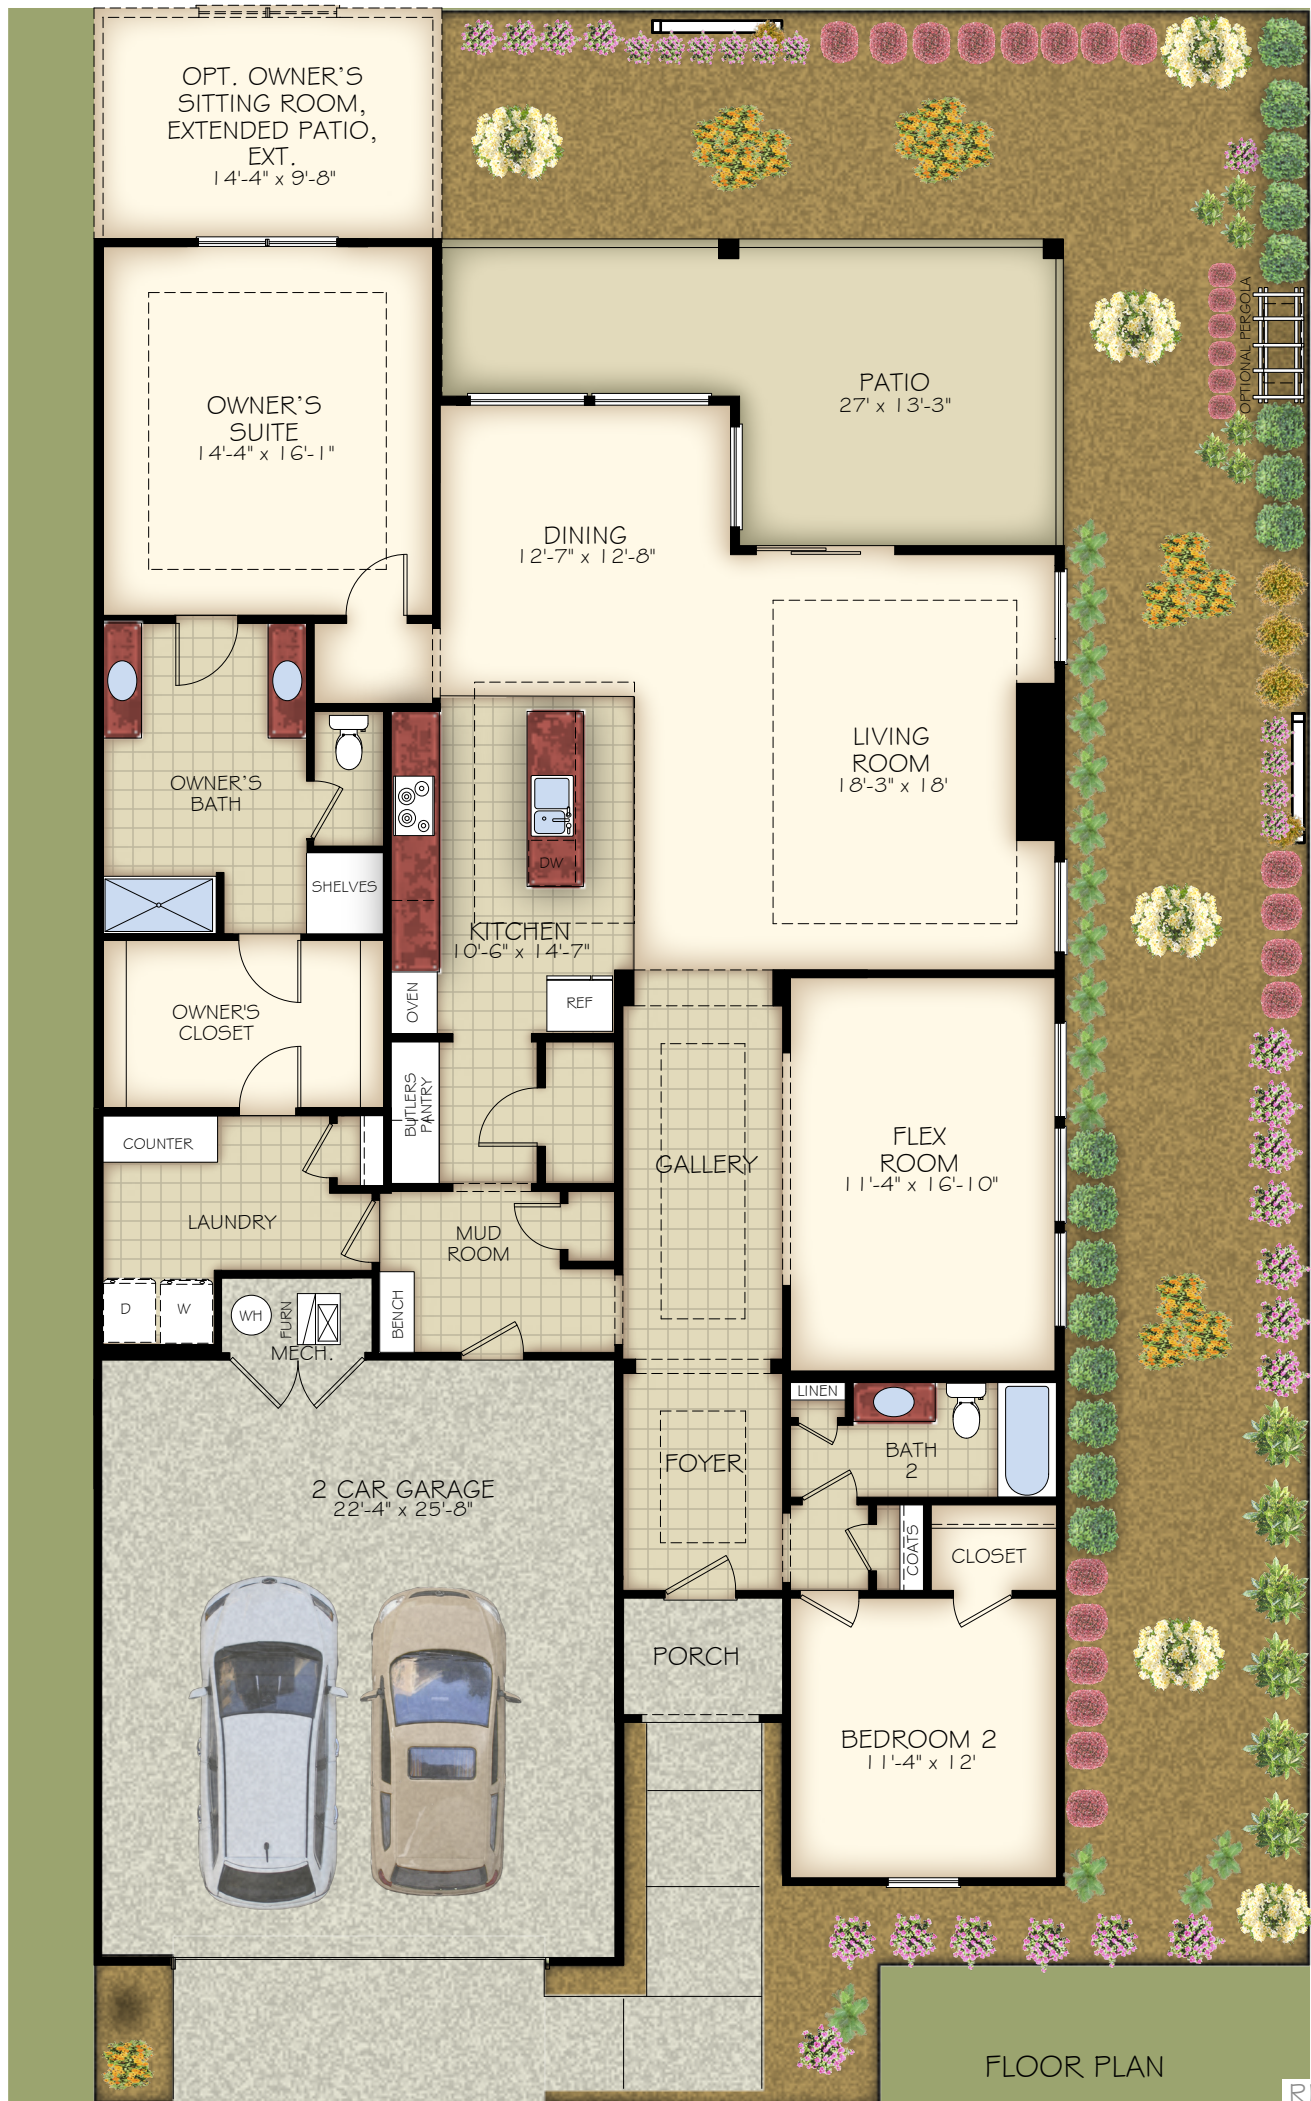 OPT. OWNER'S
SITTING ROOM,
EXTENDED PATIO,
EXT.
14'-4" x 9'-8"
OPTIONAL PERGOLA
PATIO
27' x 13'-3"
OWNER'S
SUITE
14'-4" x 16'-1"
DINING
12'-7" x 12'-8"
LIVING
ROOM
18'-3" x 18'
OWNER'S
BATH
SHELVES
DW
KITCHEN
10'-6" x 14'-7"
OVEN
REF
OWNER'S
CLOSET
BUTLERS
PANTRY
COUNTER
GALLERY
FLEX
ROOM
11'-4" x 16'-10"
LAUNDRY
MUD
ROOM
D
W
WH
FURN
MECH.
BENCH
LINEN
BATH
2
FOYER
2 CAR GARAGE
22'-4" x 25'-8"
COATS
CLOSET
PORCH
BEDROOM 2
11'-4" x 12'
FLOOR PLAN